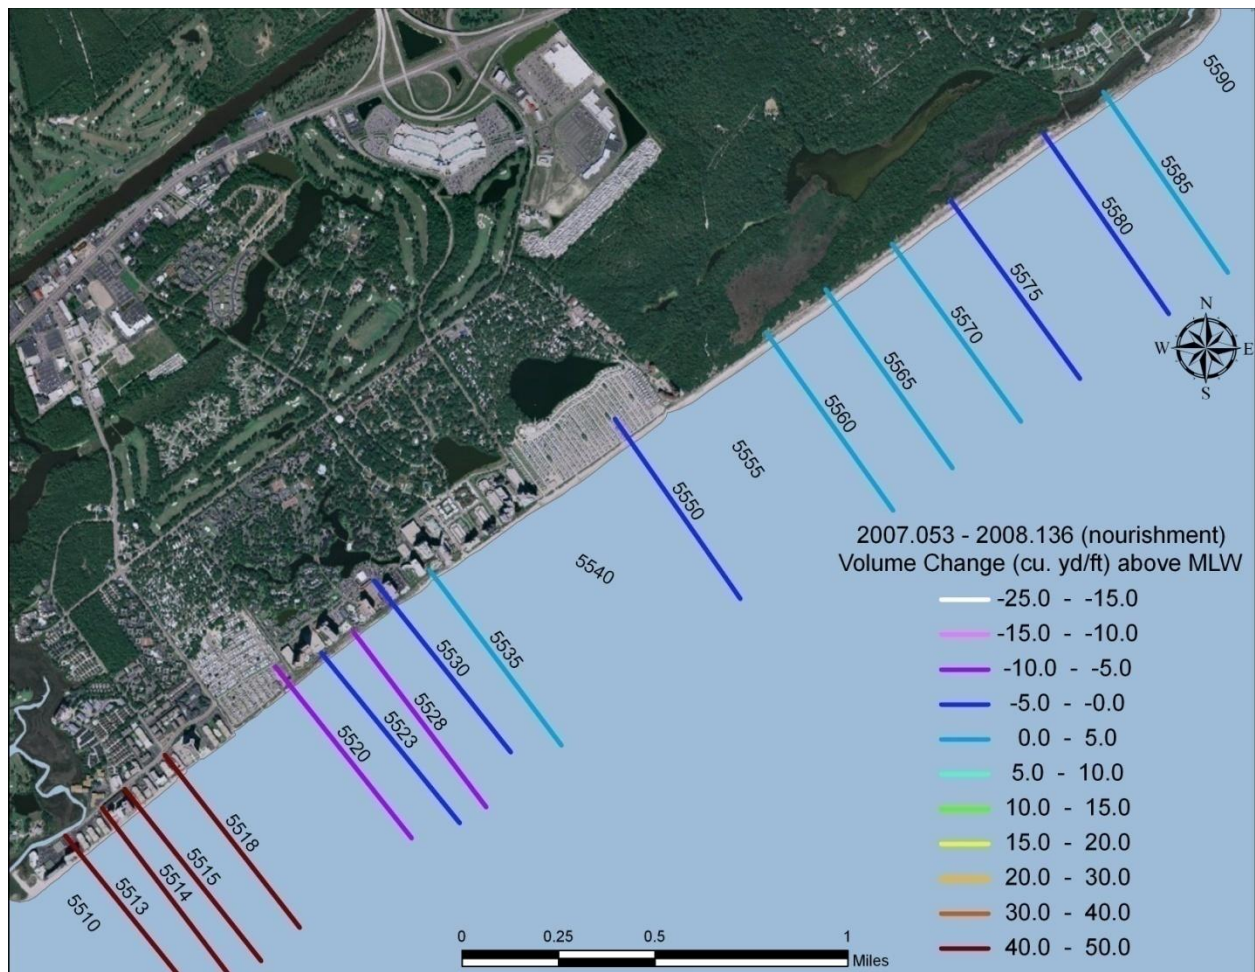 5590
5585
5580
5575
5570
5565
5560
5555
5550
5540
5535
5530
5528
5523
5520
5518
5515
5514
5513
5510
N
W E
S
2007.053 - 2008.136 (nourishment)
Volume Change (cu. yd/ft) above MLW
-25.0 - -15.0
-15.0 - -10.0
-10.0 - -5.0
-5.0 - -0.0
0.0 - 5.0
5.0 - 10.0
10.0 - 15.0
15.0 - 20.0
20.0 - 30.0
30.0 - 40.0
40.0 - 50.0
0 0.25 0.5 1
Miles